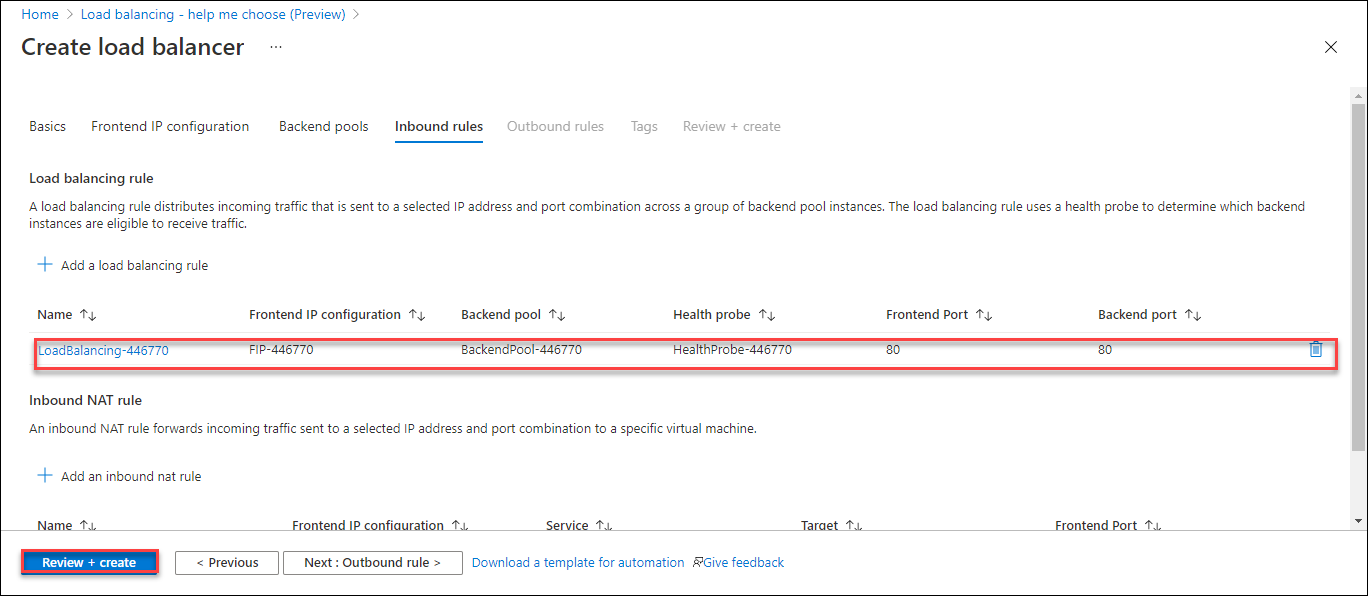 Home > Load balancing - help me choose (Preview) >
Create load balancer ...
Basics Frontend IP configuration Backend pools Inbound rules Outbound rules Tags Review + create
Load balancing rule
A load balancing rule distributes incoming traffic that is sent to a selected IP address and port combination across a group of backend pool instances. The load balancing rule uses a health probe to determine which backend
instances are eligible to receive traffic.
+ Add a load balancing rule
Name ↑↓ Frontend IP configuration ↑↓ Backend pool ↑↓ Health probe ↑↓ Frontend Port ↑↓ Backend port ↑↓
LoadBalancing-446770 FIP-446770 BackendPool-446770 HealthProbe-446770 80 80
Inbound NAT rule
An inbound NAT rule forwards incoming traffic sent to a selected IP address and port combination to a specific virtual machine.
+ Add an inbound nat rule
Name ↑↓ Frontend IP configuration ↑↓ Service ↑↓ Target ↑↓ Frontend Port ↑↓
Review + create < Previous Next : Outbound rule > Download a template for automation Give feedback